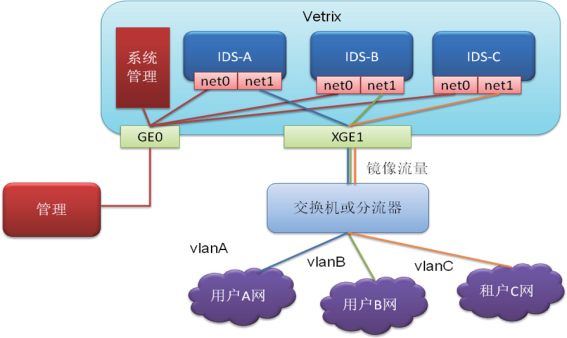 Vetrix
系统
管理
IDS-A
IDS-B
IDS-C
net0 net1
net0 net1
net0 net1
GE0
XGE1
镜像流量
管理
交换机或分流器
vlanA
vlanB
vlanC
用户A网
用户B网
租户C网